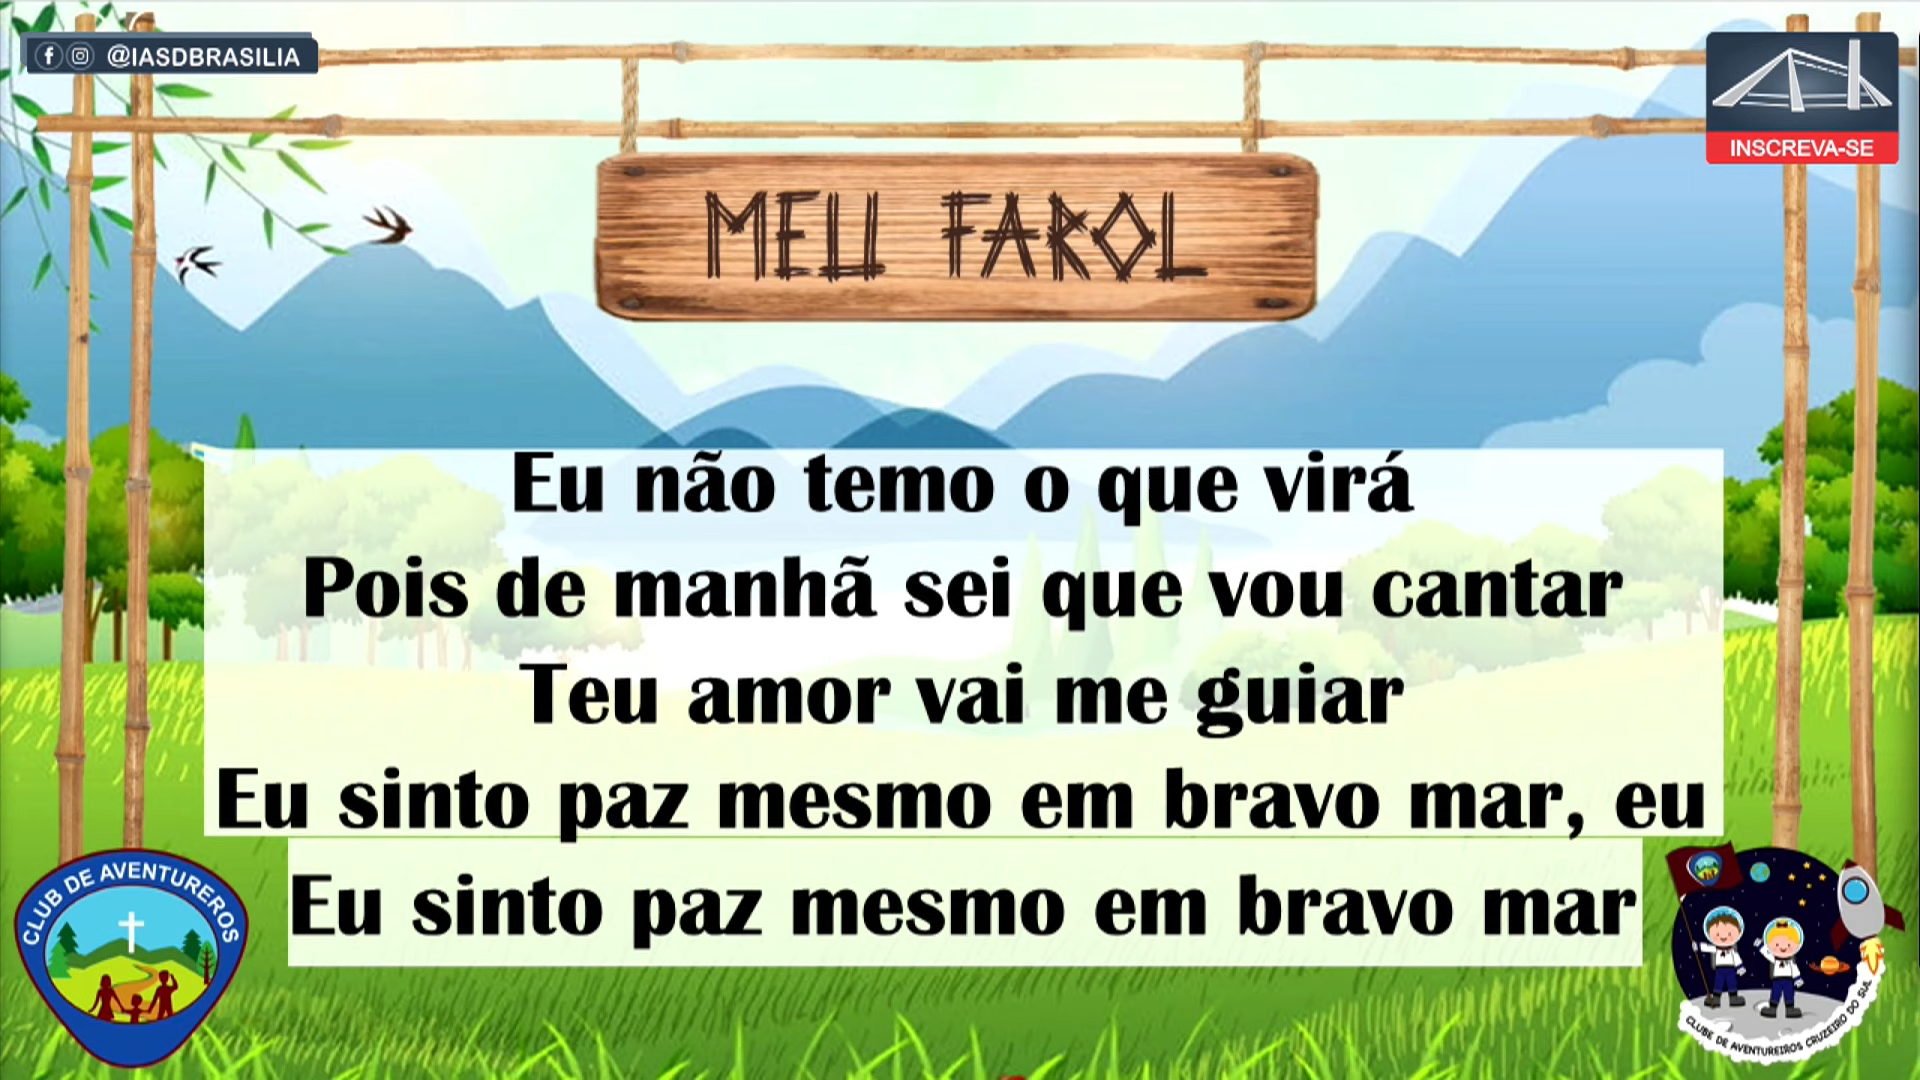 @IASDBRASILIA
INSCREVA-SE
MEU FAROL
Eu não temo o que virá
Pois de manhã sei que vou cantar
Teu amor vai me guiar
Eu sinto paz mesmo em bravo mar, eu
Eu sinto paz mesmo em bravo mar
CLUB DE AVENTUREROS
CLUBE DE AVENTUREIROS CRUZEIRO DO SUL